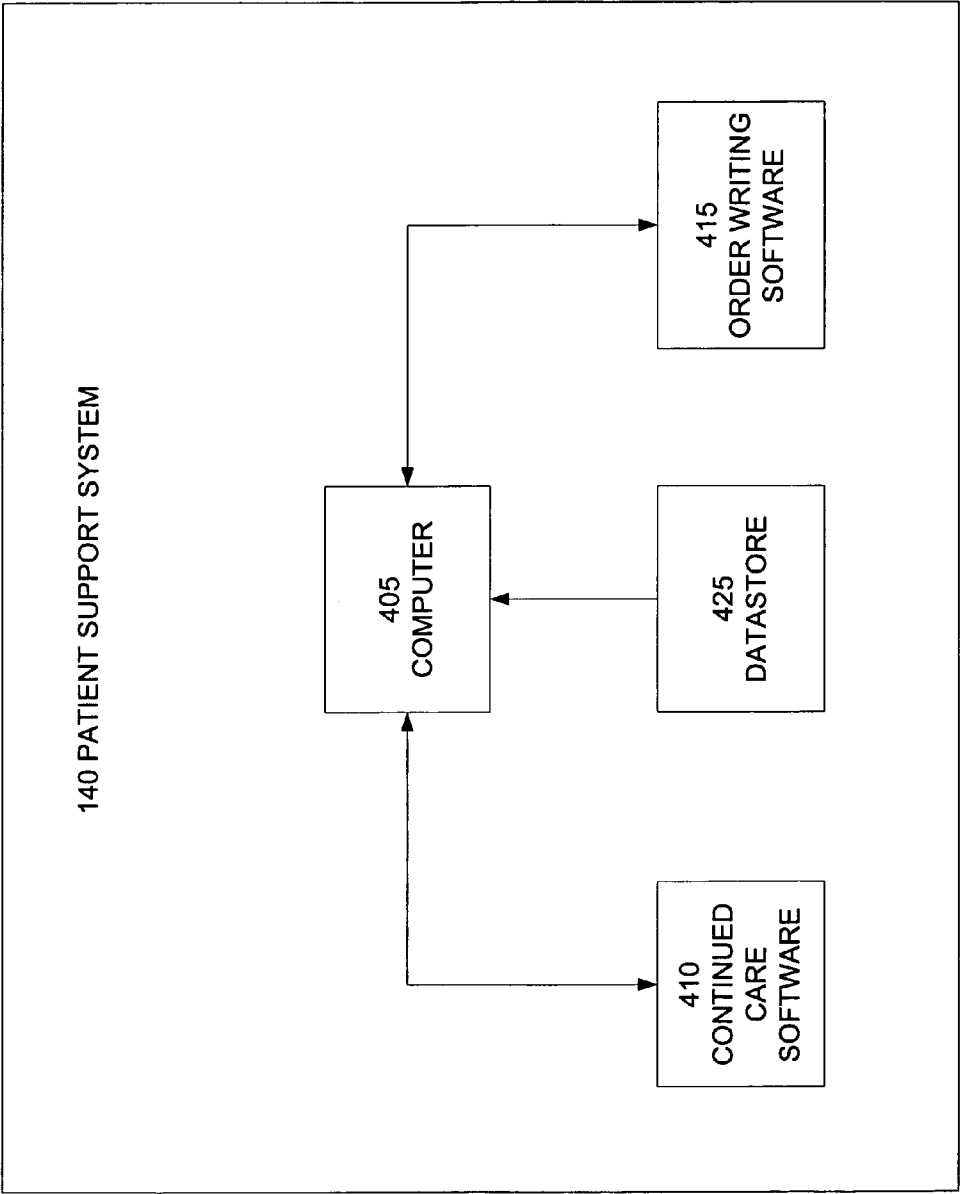 140 PATIENT SUPPORT SYSTEM
405
COMPUTER
410
CONTINUED
CARE
SOFTWARE
425
DATASTORE
415
ORDER WRITING
SOFTWARE